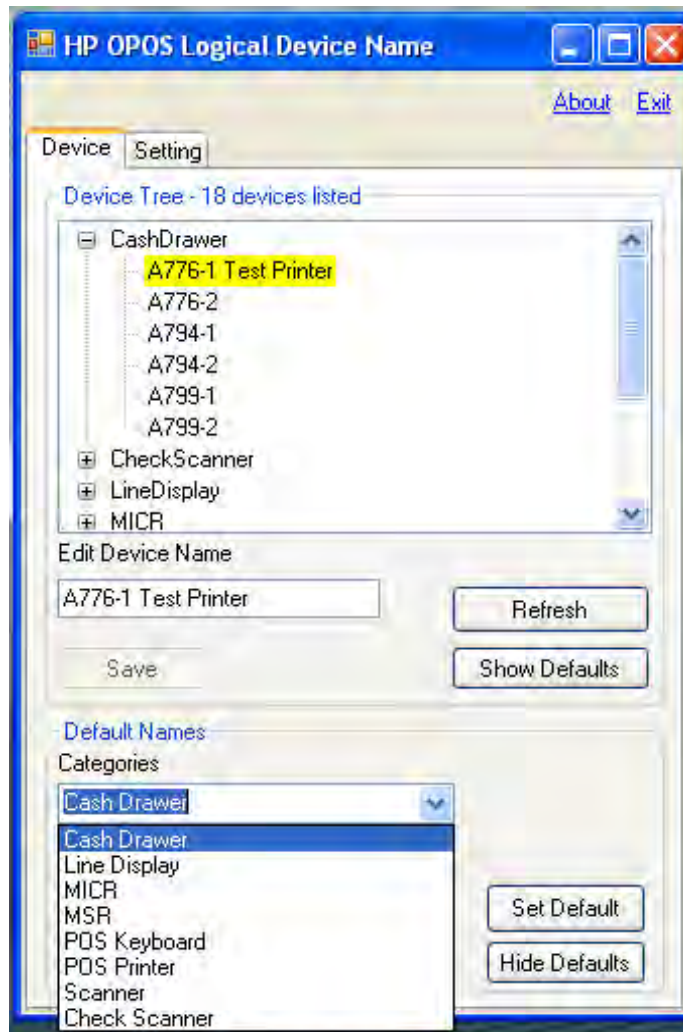 HP OPOS Logical Device Name
About Exit
Device Setting
Device Tree - 18 devices listed
CashDrawer
A776-1 Test Printer
A776-2
A794-1
A794-2
A799-1
A799-2
CheckScanner
LineDisplay
MICR
Edit Device Name
A776-1 Test Printer
Refresh
Save
Show Defaults
Default Names
Categories
Cash Drawer
Cash Drawer
Line Display
MICR
MSR
POS Keyboard
POS Printer
Scanner
Check Scanner
Set Default
Hide Defaults